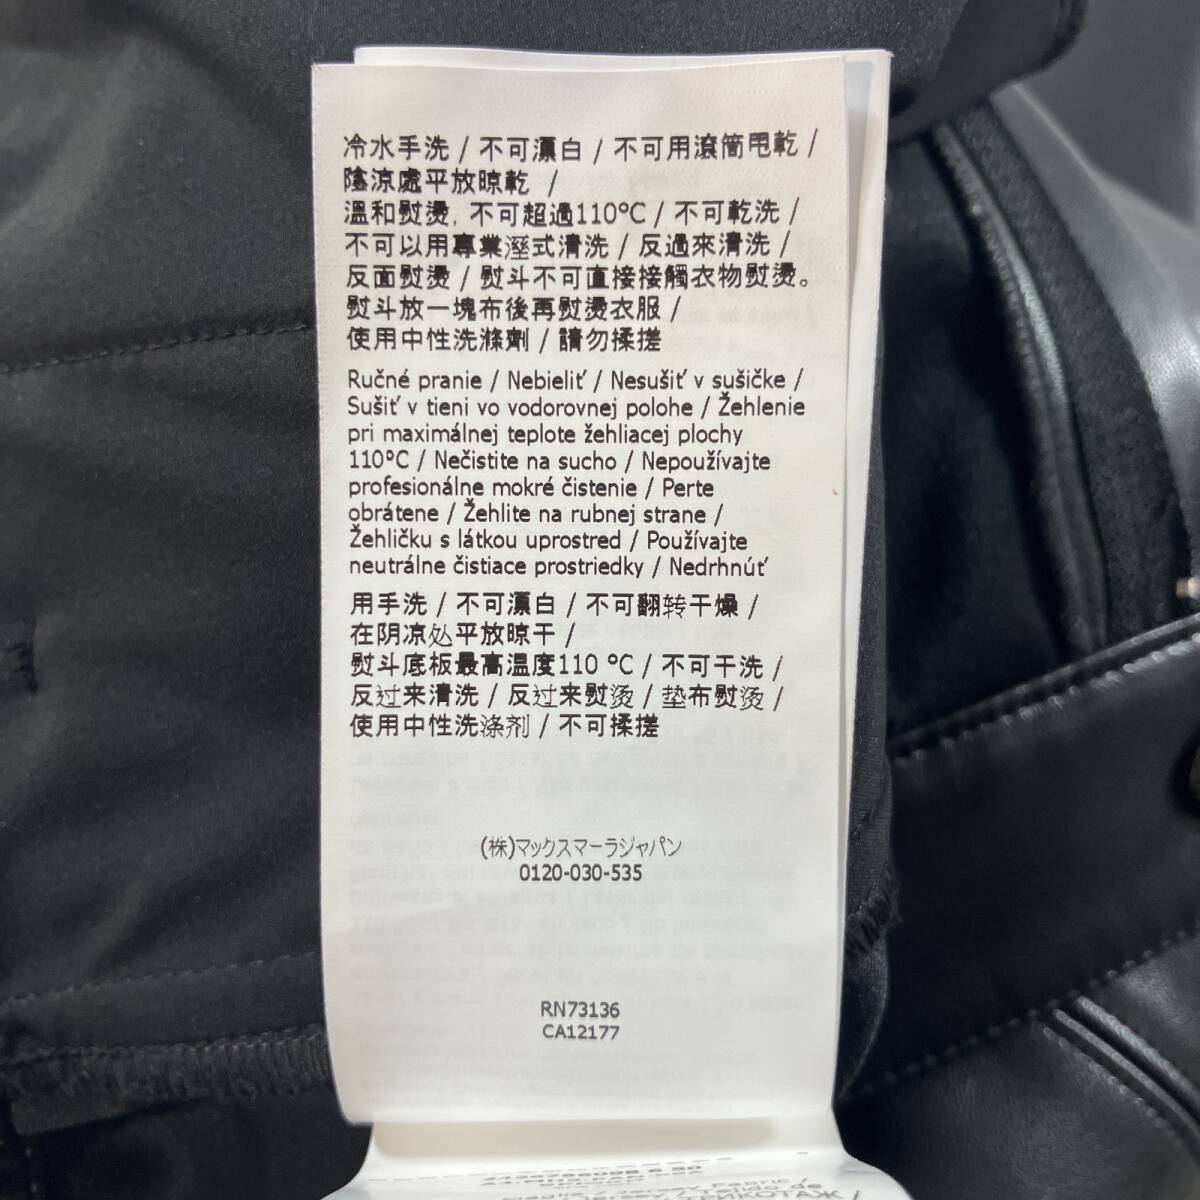 冷水手洗 / 不可漂白 / 不可用滾筒甩乾 /
陰涼處平放晾乾 /
溫和熨燙, 不可超過110°C / 不可乾洗 /
不可以用專業溼式清洗 / 反過來清洗 /
反面熨燙 / 熨斗不可直接接觸衣物熨燙。
熨斗放一塊布後再熨燙衣服 /
使用中性洗滌劑 / 請勿揉搓
Ručné pranie / Nebieliť / Nesušiť v sušičke /
Sušiť v tieni vo vodorovnej polohe / Žehlenie
pri maximálnej teplote žehliacej plochy
110°C / Nečistite na sucho / Nepoužívajte
profesionálne mokré čistenie / Perte
obrátene / Žehlite na rubnej strane /
Žehličku s látkou uprostred / Používajte
neutrálne čistiace prostriedky / Nedrhnúť
用手洗 / 不可漂白 / 不可翻转干燥 /
在阴凉处平放晾干 /
熨斗底板最高温度110 °C / 不可干洗 /
反过来清洗 / 反过来熨烫 / 垫布熨烫 /
使用中性洗涤剂 / 不可揉搓
(株)マックスマーラジャパン
0120-030-535
RN73136
CA12177